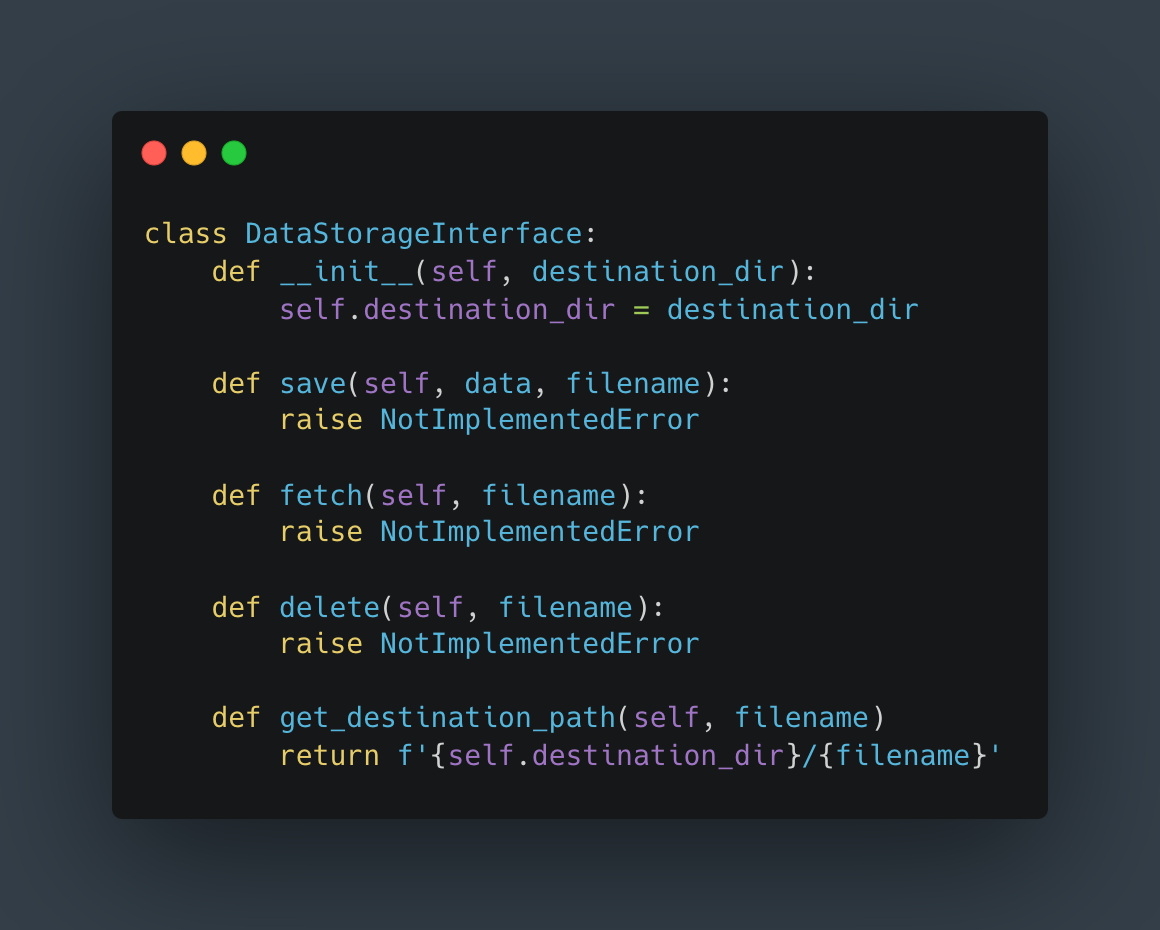 class DataStorageInterface:
    def __init__(self, destination_dir):
        self.destination_dir = destination_dir

    def save(self, data, filename):
        raise NotImplementedError

    def fetch(self, filename):
        raise NotImplementedError

    def delete(self, filename):
        raise NotImplementedError

    def get_destination_path(self, filename)
        return f'{self.destination_dir}/{filename}'